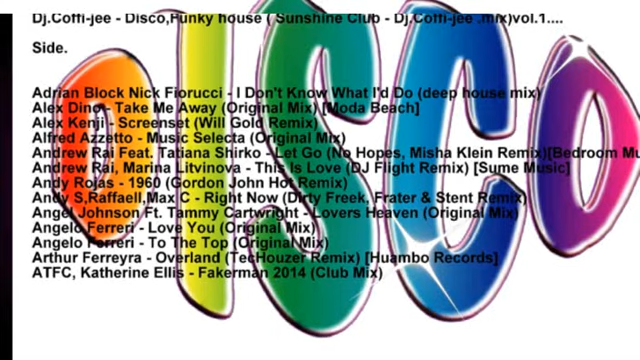 Dj.Coffi-jee - Disco,Funky house ( Sunshine Club - Dj.Coffi-jee .mix)vol.1....
Side.
Adrian Block Nick Fiorucci - I Don't Know What I'd Do (deep house mix)
Alex Dino - Take Me Away (Original Mix) [Moda Beach]
Alex Kenji - Screenset (Will Gold Remix)
Alfred Azzetto - Music Selecta (Original Mix)
Andrew Rai Feat. Tatiana Shirko - Let Go (No Hopes, Misha Klein Remix)[Bedroom Mu
Andrew Rai, Marina Litvinova - This Is Love (DJ Flight Remix) [Sume Music]
Andy Rojas - 1960 (Gordon John Hot Remix)
Andy S,Raffaell,Max C - Right Now (Dirty Freek, Frater & Stent Remix)
Angel Johnson Ft. Tammy Cartwright - Lovers Heaven (Original Mix)
Angelo Ferreri - Love You (Original Mix)
Angelo Ferreri - To The Top (Original Mix)
Arthur Ferreyra - Overland (TecHouzer Remix) [Huambo Records]
ATFC, Katherine Ellis - Fakerman 2014 (Club Mix)
DISCO